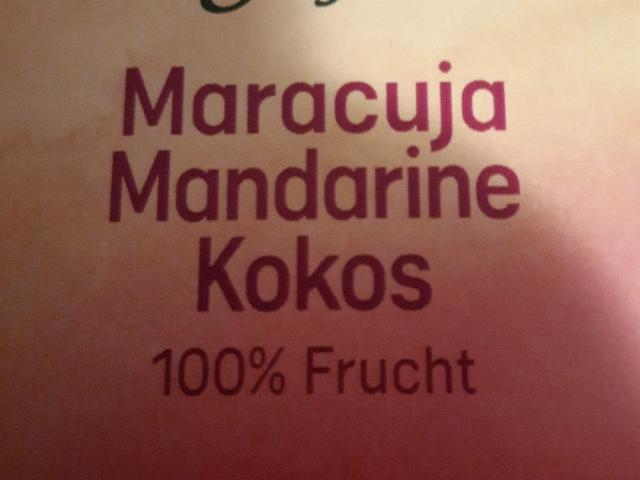 Maracuja
Mandarine
Kokos
100% Frucht